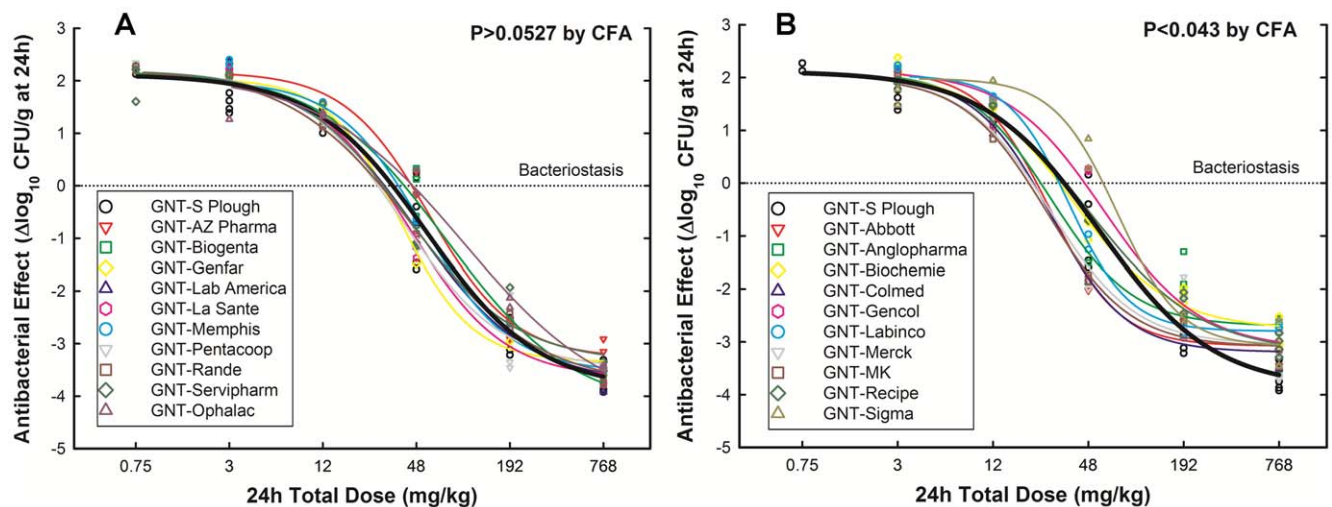 A
P>0.0527 by CFA
Antibacterial Effect (Δlog10 CFU/g at 24h)
3
2
1
0
-1
-2
-3
-4
-5
Bacteriostasis
GNT-S Plough
GNT-AZ Pharma
GNT-Biogenta
GNT-Genfar
GNT-Lab America
GNT-La Sante
GNT-Memphis
GNT-Pentacoop
GNT-Rande
GNT-Servipharm
GNT-Ophalac
0.75 3 12 48 192 768
24h Total Dose (mg/kg)
B
P<0.043 by CFA
Antibacterial Effect (Δlog10 CFU/g at 24h)
3
2
1
0
-1
-2
-3
-4
-5
Bacteriostasis
GNT-S Plough
GNT-Abbott
GNT-Anglopharma
GNT-Biochemie
GNT-Colmed
GNT-Gencol
GNT-Labinco
GNT-Merck
GNT-MK
GNT-Recipe
GNT-Sigma
0.75 3 12 48 192 768
24h Total Dose (mg/kg)